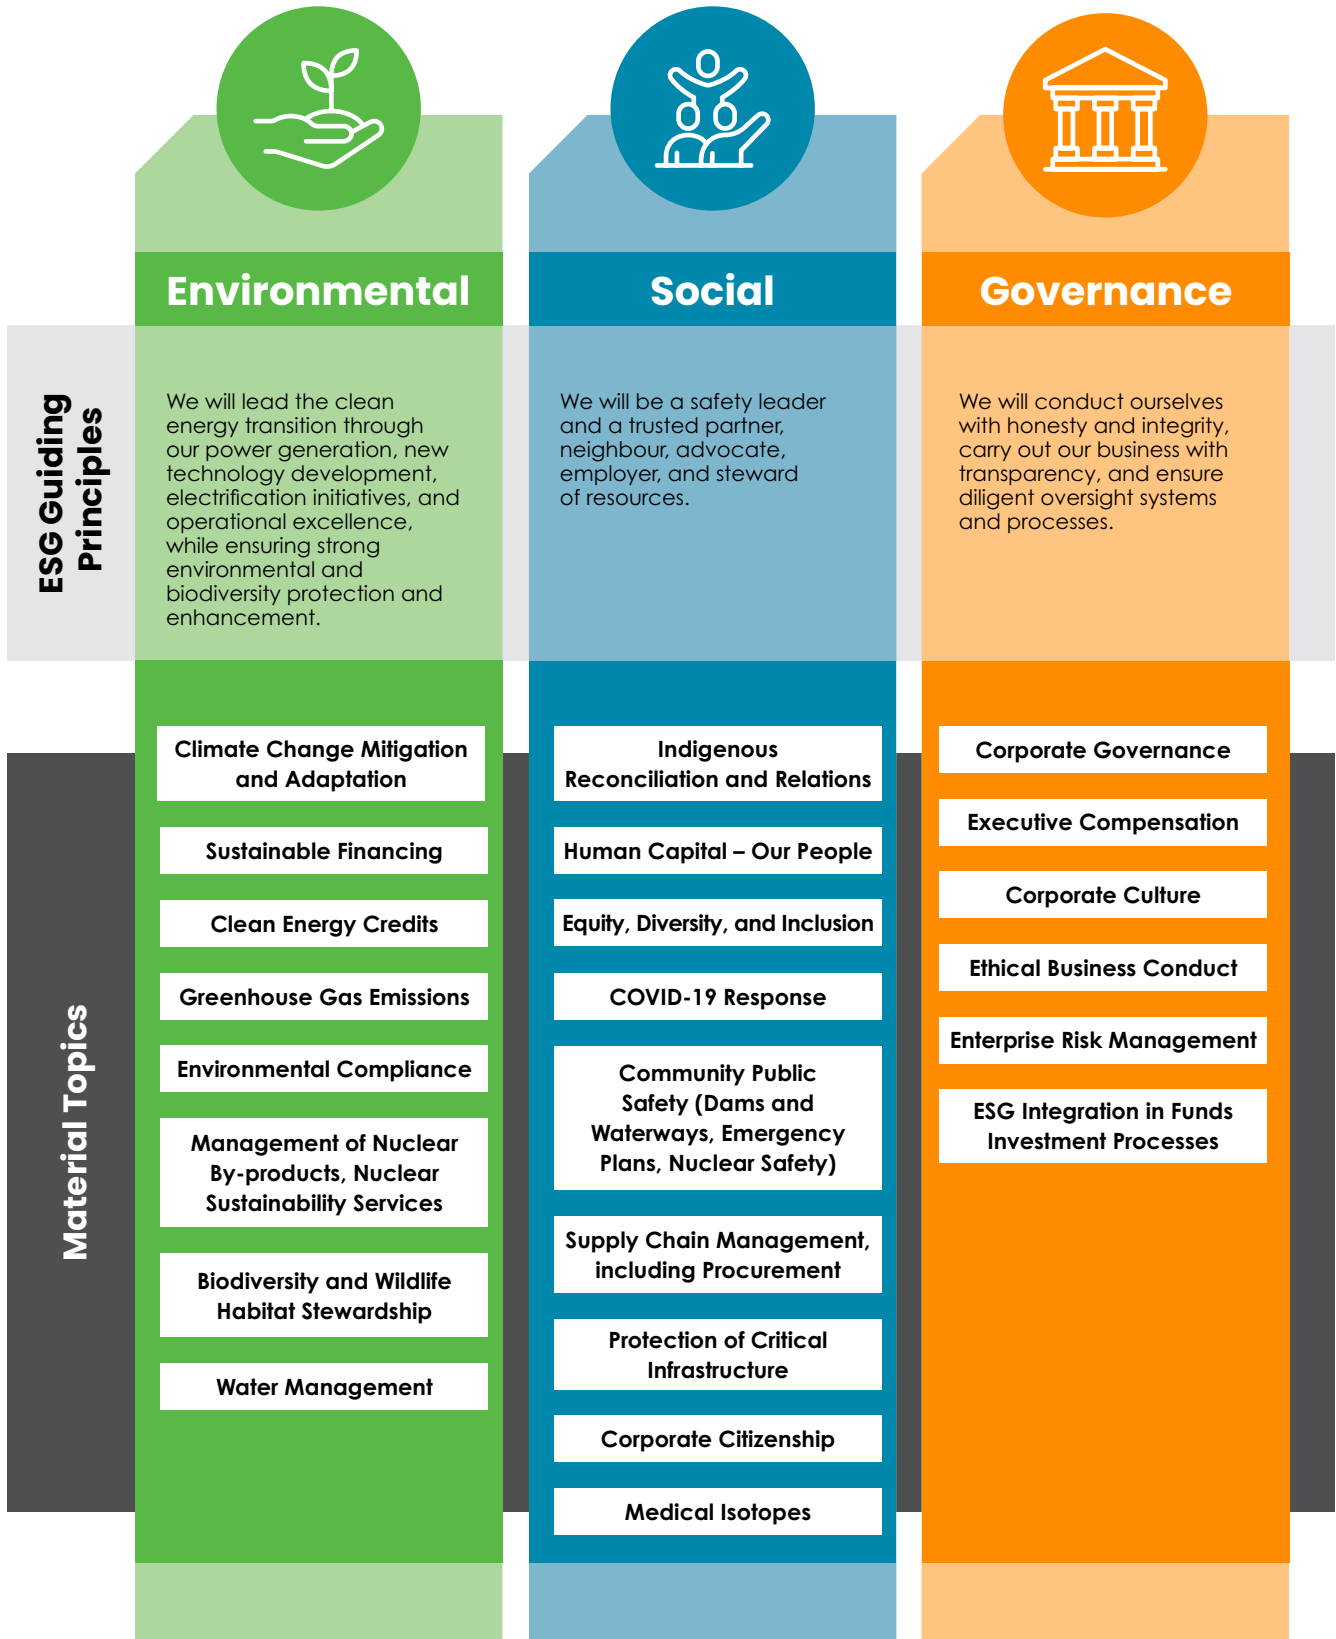 Environmental
Social
Governance
ESG Guiding
Principles
We will lead the clean
energy transition through
our power generation, new
technology development,
electrification initiatives, and
operational excellence,
while ensuring strong
environmental and
biodiversity protection and
enhancement.
We will be a safety leader
and a trusted partner,
neighbour, advocate,
employer, and steward
of resources.
We will conduct ourselves
with honesty and integrity,
carry out our business with
transparency, and ensure
diligent oversight systems
and processes.
Material Topics
Climate Change Mitigation
and Adaptation
Sustainable Financing
Clean Energy Credits
Greenhouse Gas Emissions
Environmental Compliance
Management of Nuclear
By-products, Nuclear
Sustainability Services
Biodiversity and Wildlife
Habitat Stewardship
Water Management
Indigenous
Reconciliation and Relations
Human Capital – Our People
Equity, Diversity, and Inclusion
COVID-19 Response
Community Public
Safety (Dams and
Waterways, Emergency
Plans, Nuclear Safety)
Supply Chain Management,
including Procurement
Protection of Critical
Infrastructure
Corporate Citizenship
Medical Isotopes
Corporate Governance
Executive Compensation
Corporate Culture
Ethical Business Conduct
Enterprise Risk Management
ESG Integration in Funds
Investment Processes